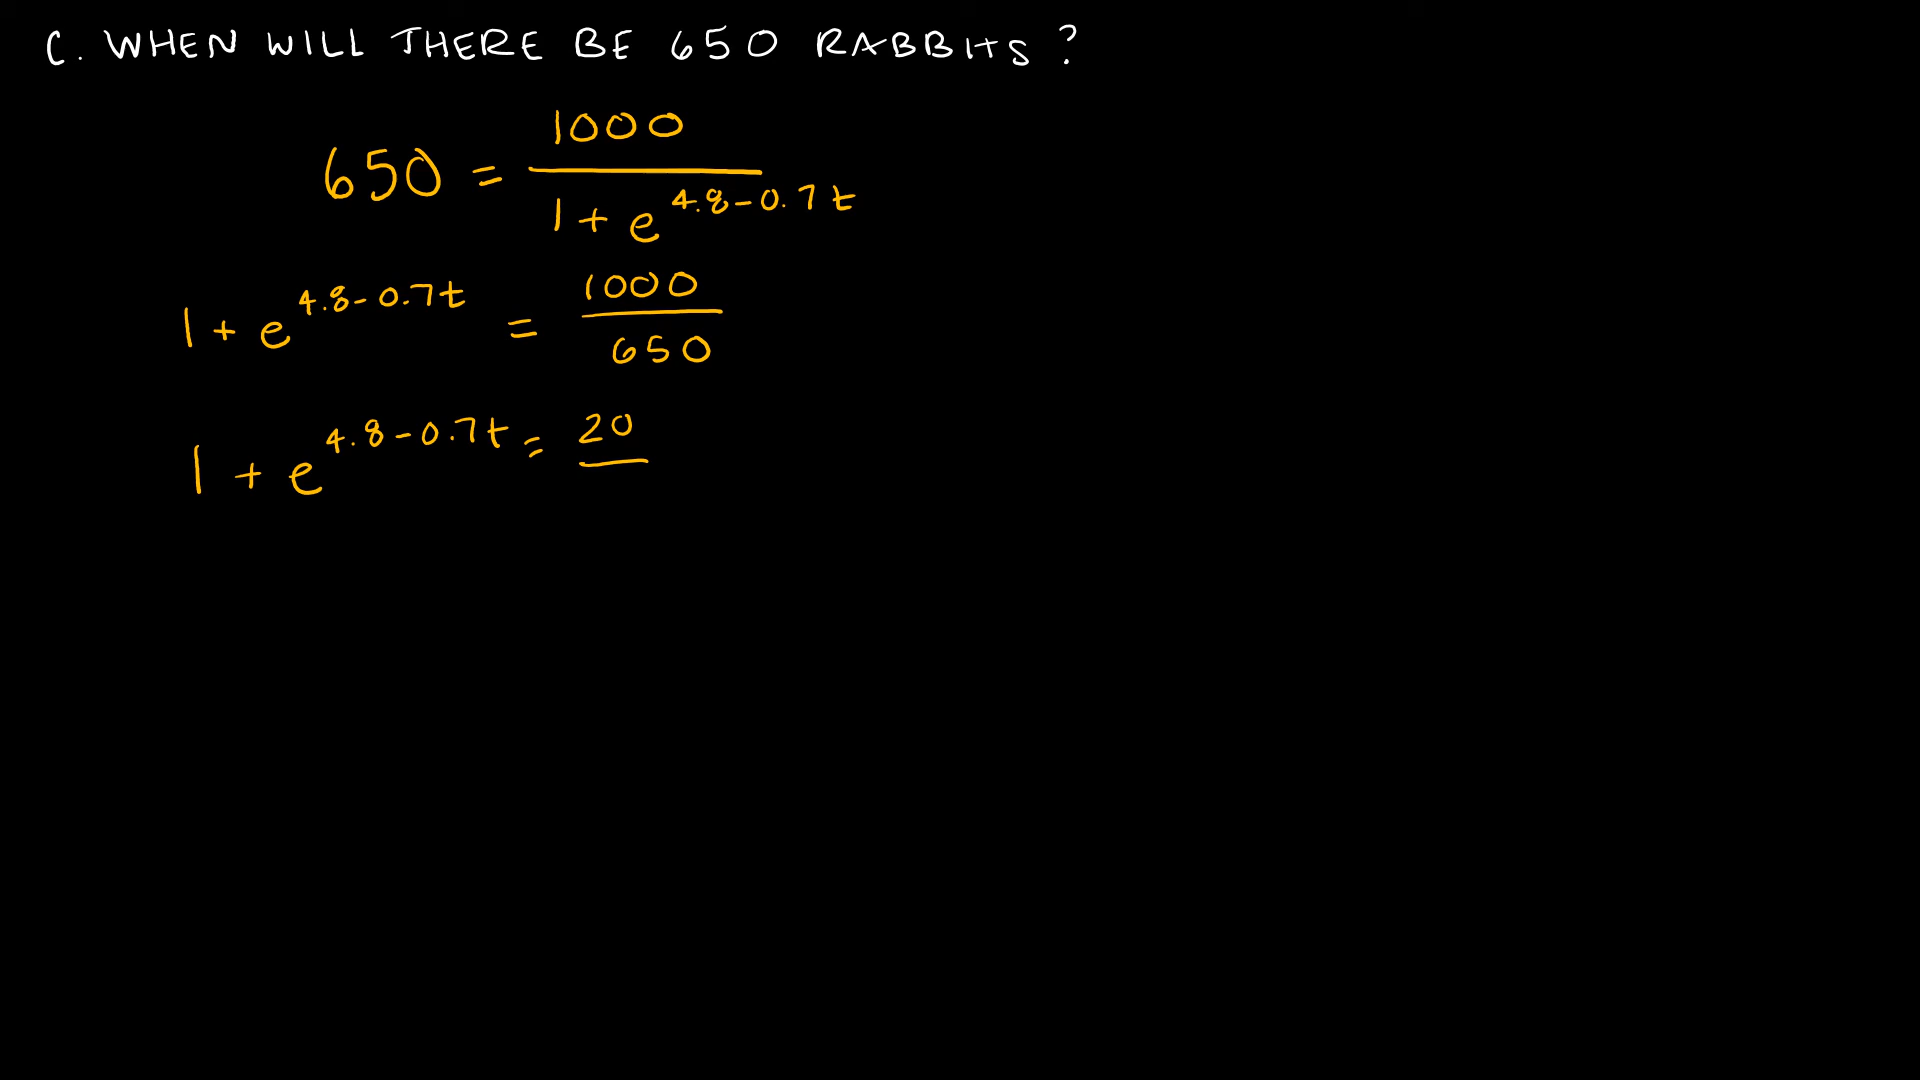 C. WHEN WILL THERE BE 650 RABBITS?
650 = 1000 / 1 + e^4.8-0.7t
1 + e^4.8-0.7t = 1000 / 650
1 + e^4.8-0.7t = 20 /